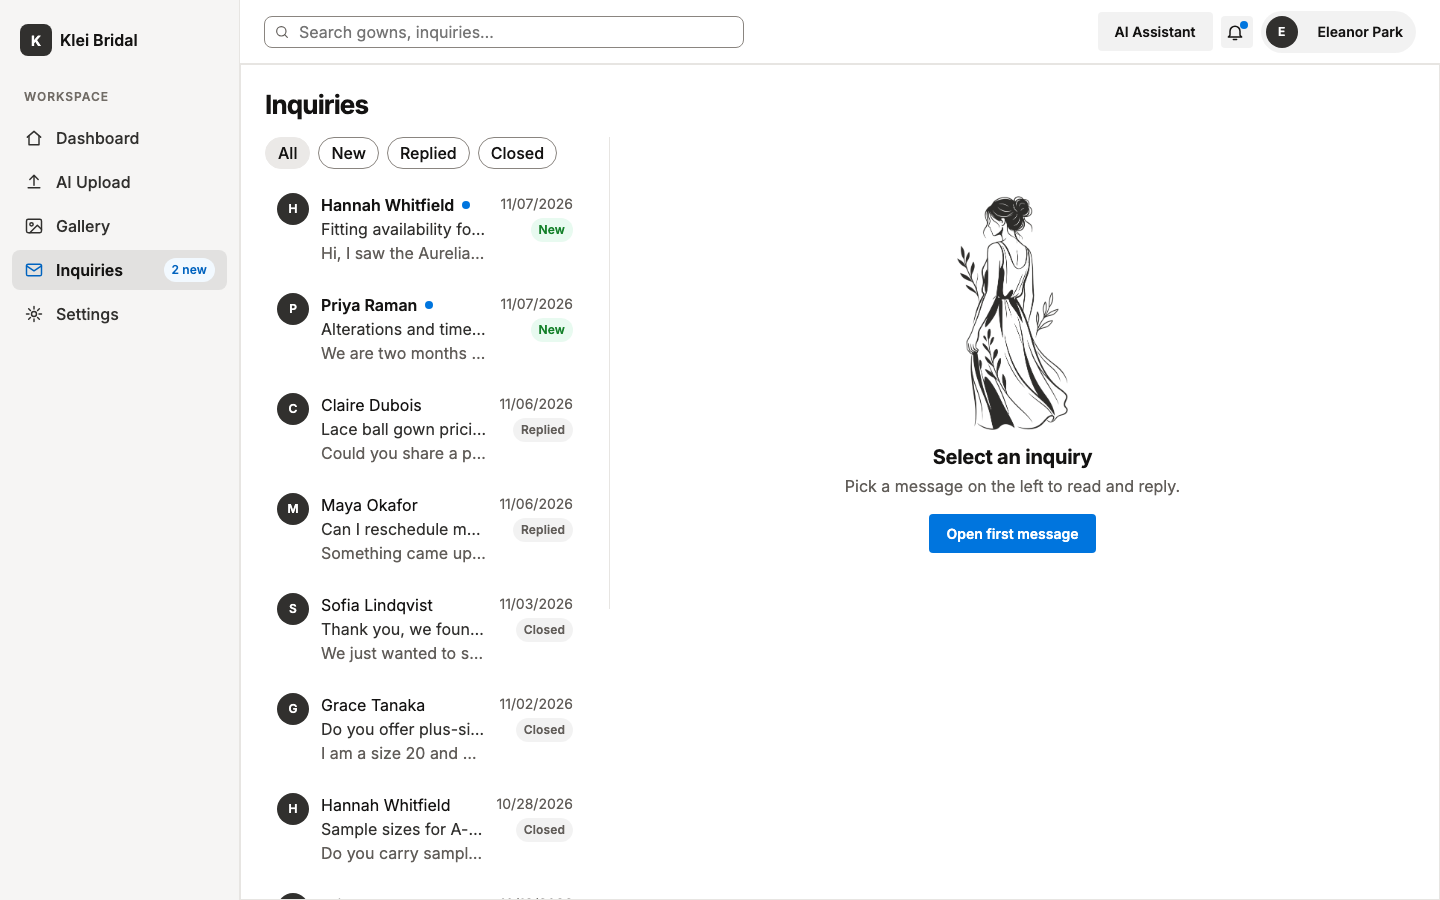 K Klei Bridal
WORKSPACE
Dashboard
AI Upload
Gallery
Inquiries 2 new
Settings
Search gowns, inquiries...
AI Assistant
E Eleanor Park
Inquiries
All New Replied Closed
H Hannah Whitfield 11/07/2026
Fitting availability fo... New
Hi, I saw the Aurelia...
P Priya Raman 11/07/2026
Alterations and time... New
We are two months ...
C Claire Dubois 11/06/2026
Lace ball gown prici... Replied
Could you share a p...
M Maya Okafor 11/06/2026
Can I reschedule m... Replied
Something came up...
S Sofia Lindqvist 11/03/2026
Thank you, we foun... Closed
We just wanted to s...
G Grace Tanaka 11/02/2026
Do you offer plus-si... Closed
I am a size 20 and ...
H Hannah Whitfield 10/28/2026
Sample sizes for A-... Closed
Do you carry sampl...
Select an inquiry
Pick a message on the left to read and reply.
Open first message